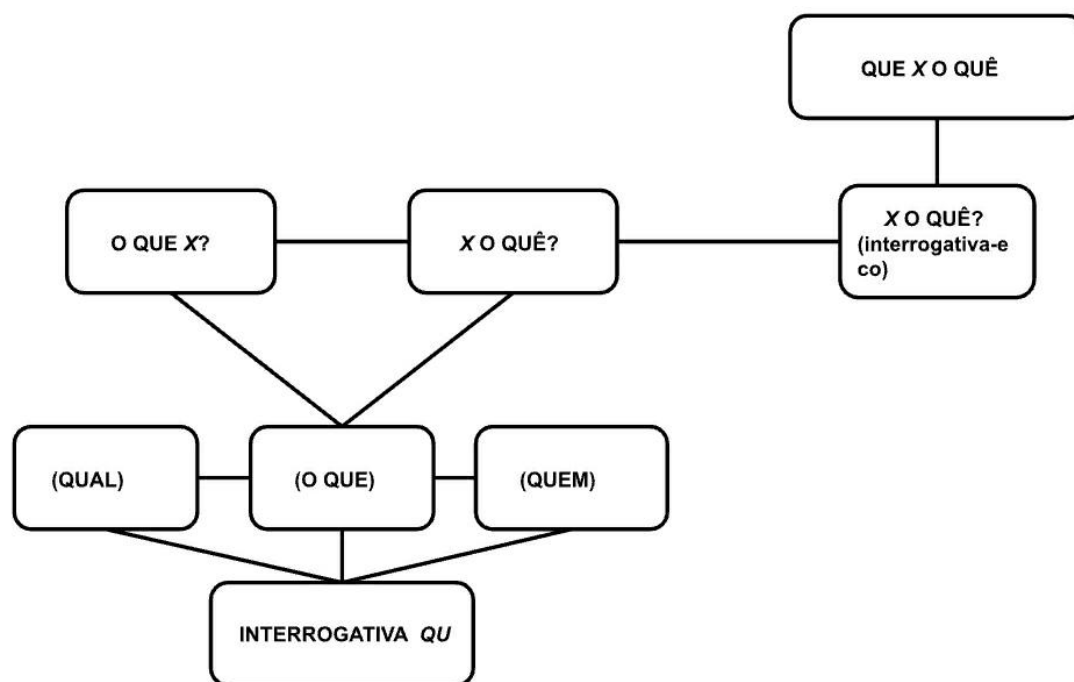 QUE X O QUÊ
O QUE X?
X O QUÊ?
X O QUÊ?
(interrogativa-e
co)
(QUAL)
(O QUE)
(QUEM)
INTERROGATIVA QU